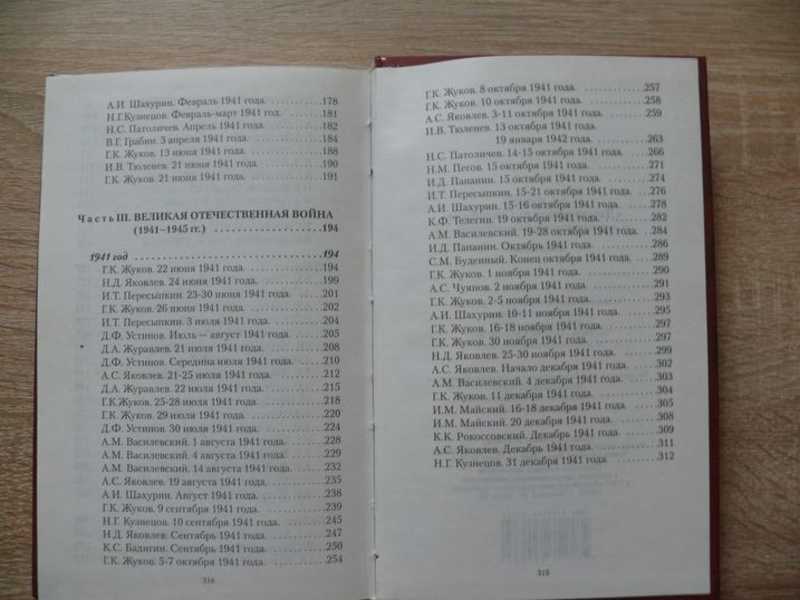 А.И. Шахурин. Февраль 1941 года. 178
Н.Г.Кузнецов. Февраль-март 1941 год. 181
Н.С. Патоличев. Апрель 1941 года. 182
В.Г. Грабин. 3 апреля 1941 года. 184
Г.К. Жуков. 13 июня 1941 года. 188
И.В. Тюленев. 21 июня 1941 года. 190
Г.К. Жуков. 21 июня 1941 года. 191
Часть III. ВЕЛИКАЯ ОТЕЧЕСТВЕННАЯ ВОЙНА
(1941–1945 гг.) 194
1941 год 194
Г.К. Жуков. 22 июня 1941 года. 194
Н.Д. Яковлев. 24 июня 1941 года. 199
И.Т. Пересыпкин. 23-30 июня 1941 года. 201
Г.К. Жуков. 26 июня 1941 года. 202
И.Т. Пересыпкин. 3 июля 1941 года. 204
Д.Ф. Устинов. Июль — август 1941 года. 205
Д.А. Журавлев. 21 июля 1941 года. 208
Д.Ф. Устинов. Середина июля 1941 года. 210
А.С. Яковлев. 21-25 июля 1941 года. 212
Д.А. Журавлев. 22 июля 1941 года. 215
Г.К.Жуков. 25-28 июля 1941 года. 218
Г.К. Жуков. 29 июля 1941 года. 220
Д.Ф. Устинов. 30 июля 1941 года. 224
А.М. Василевский. 1 августа 1941 года. 228
А.М. Василевский. 4 августа 1941 года. 229
А.М. Василевский. 14 августа 1941 года. 232
А.С. Яковлев. 19 августа 1941 года. 235
А.И. Шахурин. Август 1941 года. 238
Г.К. Жуков. 9 сентября 1941 года. 239
Н.Г. Кузнецов. 10 сентября 1941 года. 245
Н.Д. Яковлев. Сентябрь 1941 года. 247
К.С. Бадигин. Сентябрь 1941 года. 250
Г.К. Жуков. 5-7 октября 1941 года. 254
314
Г.К. Жуков. 8 октября 1941 года. 257
Г.К. Жуков. 10 октября 1941 года. 258
А.С. Яковлев. 3-11 октября 1941 года. 259
И.В. Тюленев. 13 октября 1941 года.
19 января 1942 года. 263
Н.С. Патоличев. 14-15 октября 1941 года. 266
Н.М. Пегов. 15 октября 1941 года. 271
И.Д. Папанин. 15 октября 1941 года. 274
И.Т. Пересыпкин. 15-21 октября 1941 года. 276
А.И. Шахурин. 15-16 октября 1941 года. 278
К.Ф. Телегин. 19 октября 1941 года. 282
А.М. Василевский. 19-28 октября 1941 года. 284
И.Д. Папанин. Октябрь 1941 года. 286
С.М. Буденный. Конец октября 1941 года. 289
Г.К. Жуков. 1 ноября 1941 года. 290
А.С. Чуянов. 2 ноября 1941 года. 291
Г.К. Жуков. 2-5 ноября 1941 года. 293
А.И. Шахурин. 10-11 ноября 1941 года. 295
Г.К. Жуков. 16-18 ноября 1941 года. 297
Г.К. Жуков. 30 ноября 1941 года. 297
Н.Д. Яковлев. 25-30 ноября 1941 года. 299
А.С. Яковлев. Начало декабря 1941 года. 302
А.М. Василевский. 4 декабря 1941 года. 303
Г.К. Жуков. 11 декабря 1941 года. 304
И.М. Майский. 16-18 декабря 1941 года. 305
И.М. Майский. 20 декабря 1941 года. 308
К.К. Рокоссовский. Декабрь 1941 года. 309
А.С. Яковлев. Декабрь 1941 года. 311
Н.Г. Кузнецов. 31 декабря 1941 года. 312
315